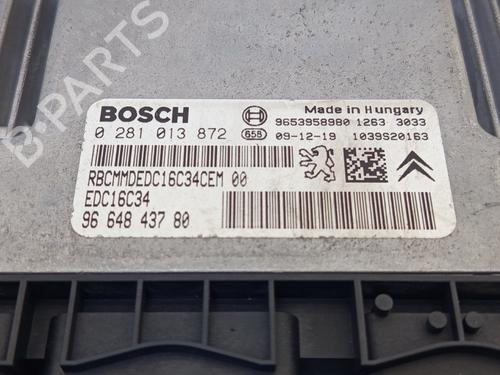 BOSCH
Made in Hungary
9653958980 1263 3033
0 281 013 872
656
09-12-19
1039S20163
RBCMMDEDC16C34CEM 00
EDC16C34
96 648 437 80
B-PARTS